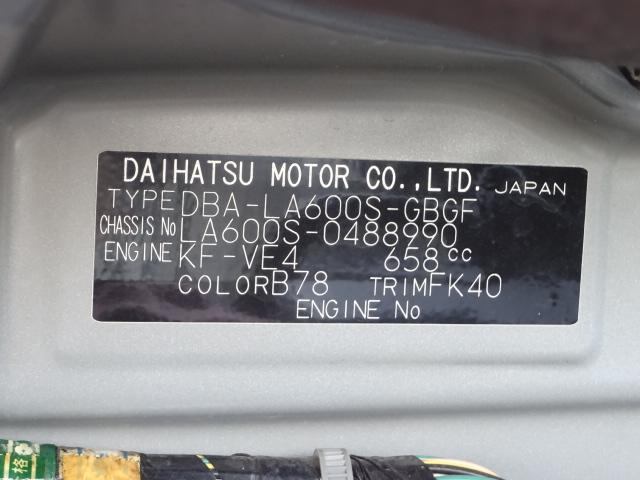 DAIHATSU MOTOR CO.,LTD. JAPAN
TYPE DBA-LA600S-GBGF
CHASSIS No LA600S-0488990
ENGINE KF-VE4 658cc
COLOR B78 TRIM FK40
ENGINE No
格